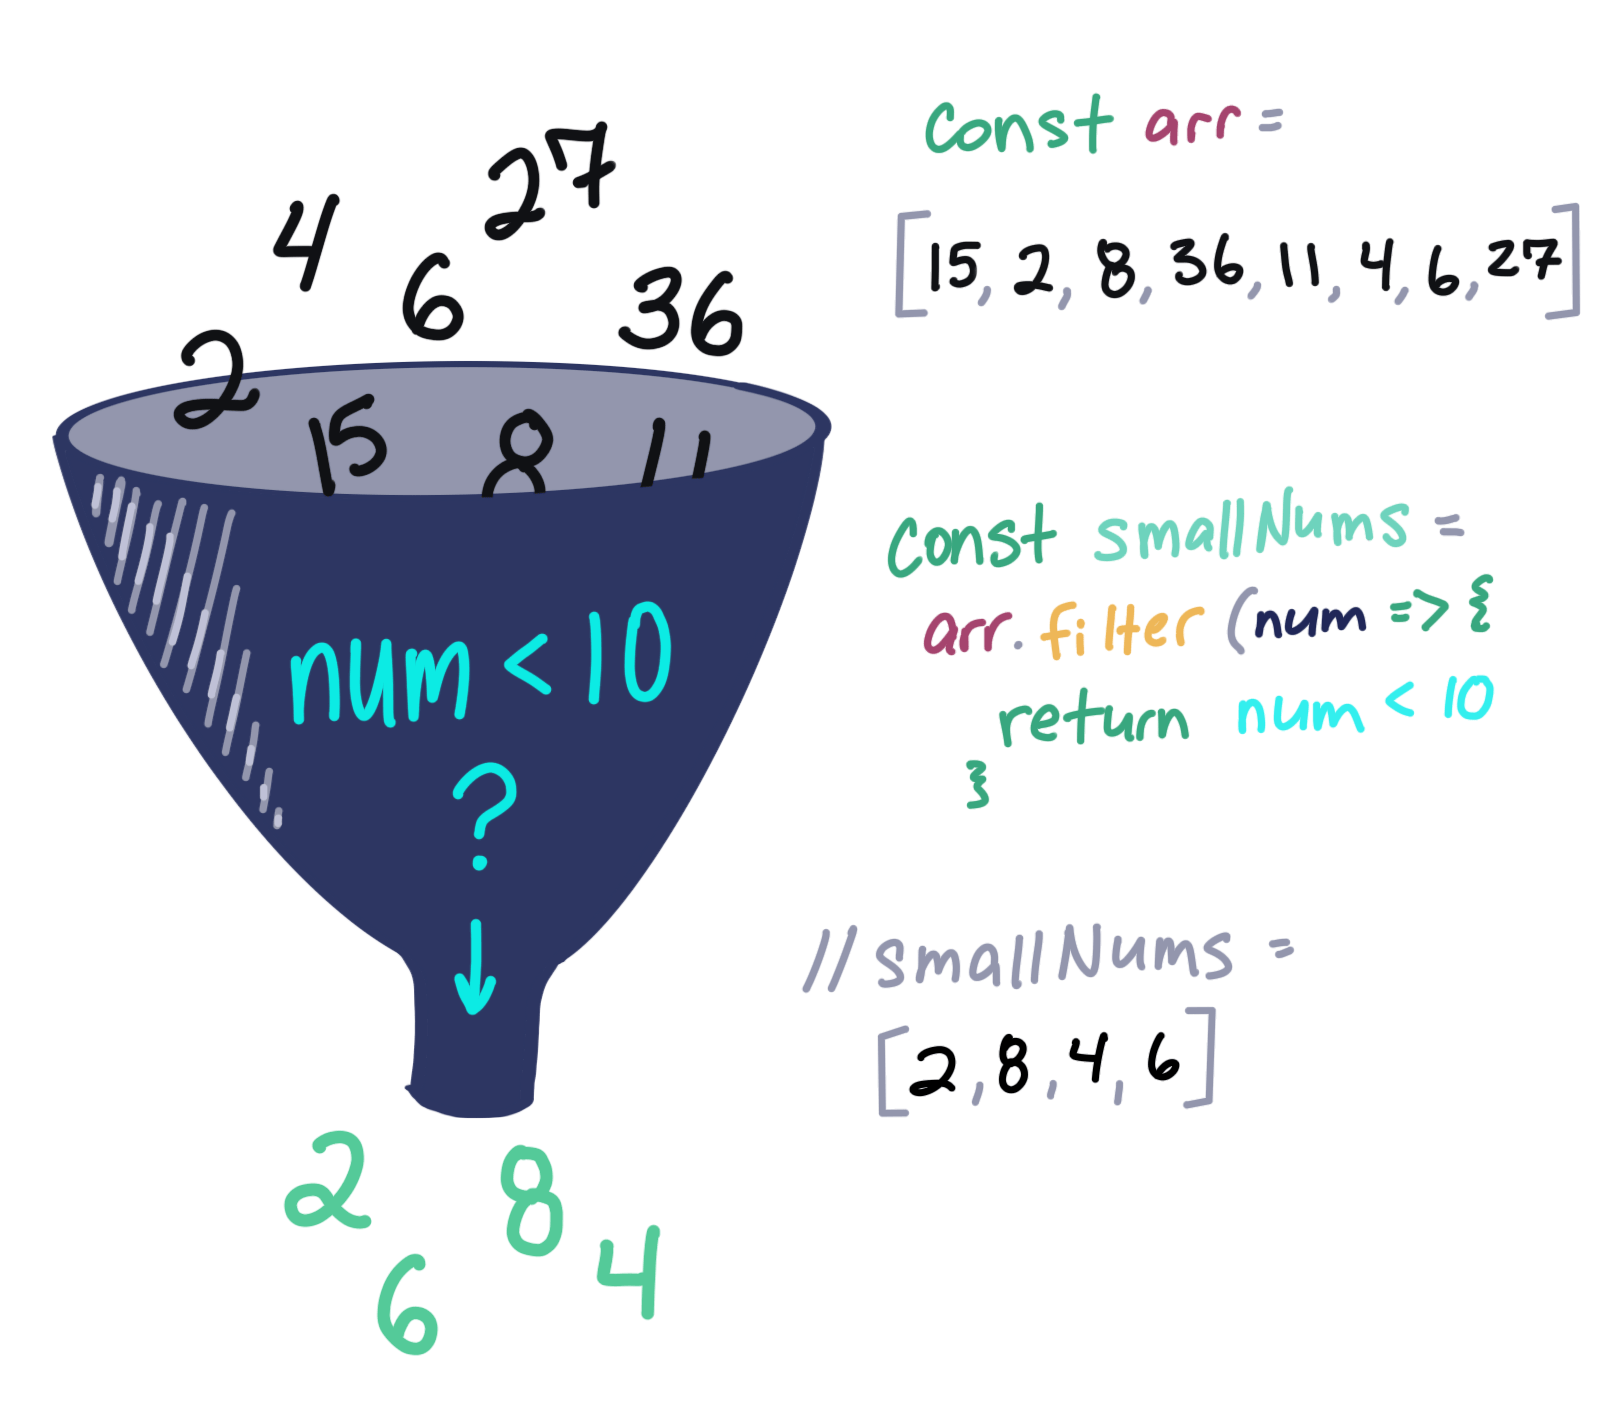 27
4
6
36
2
15 8 11
num < 10
?
2 8
4
6
Const arr =
[15, 2, 8, 36, 11, 4, 6, 27]
Const smallNums =
arr.filter (num => {
return num < 10
}
// smallNums =
[2, 8, 4, 6]